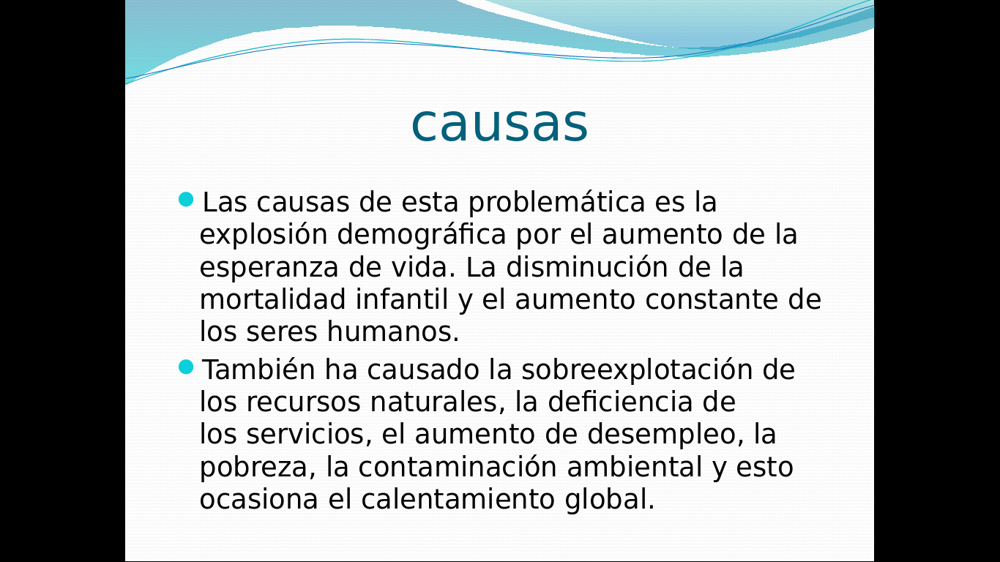 causas
Las causas de esta problemática es la
explosión demográfica por el aumento de la
esperanza de vida. La disminución de la
mortalidad infantil y el aumento constante de
los seres humanos.
También ha causado la sobreexplotación de
los recursos naturales, la deficiencia de
los servicios, el aumento de desempleo, la
pobreza, la contaminación ambiental y esto
ocasiona el calentamiento global.